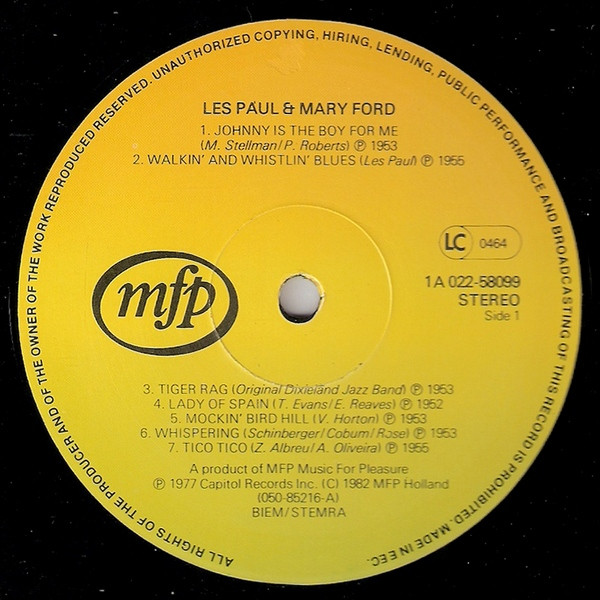 ALL RIGHTS OF THE PRODUCER AND OF THE OWNER OF THE WORK REPRODUCED RESERVED. UNAUTHORIZED COPYING, HIRING, LENDING, PUBLIC PERFORMANCE AND BROADCASTING OF THIS RECORD IS PROHIBITED. MADE IN EEC.
LES PAUL & MARY FORD
1. JOHNNY IS THE BOY FOR ME
(M. Stellman/P. Roberts) ℗ 1953
2. WALKIN' AND WHISTLIN' BLUES (Les Paul) ℗ 1955
LC 0464
1A 022-58099
STEREO
Side 1
mfp
3. TIGER RAG (Original Dixieland Jazz Band) ℗ 1953
4. LADY OF SPAIN (T. Evans/E. Reaves) ℗ 1952
5. MOCKIN' BIRD HILL (V. Horton) ℗ 1953
6. WHISPERING (Schinberger/Cobum/Rose) ℗ 1953
7. TICO TICO (Z. Albreu/A. Oliveira) ℗ 1955
A product of MFP Music For Pleasure
℗ 1977 Capitol Records Inc. (C) 1982 MFP Holland
(050-85216-A)
BIEM/STEMRA